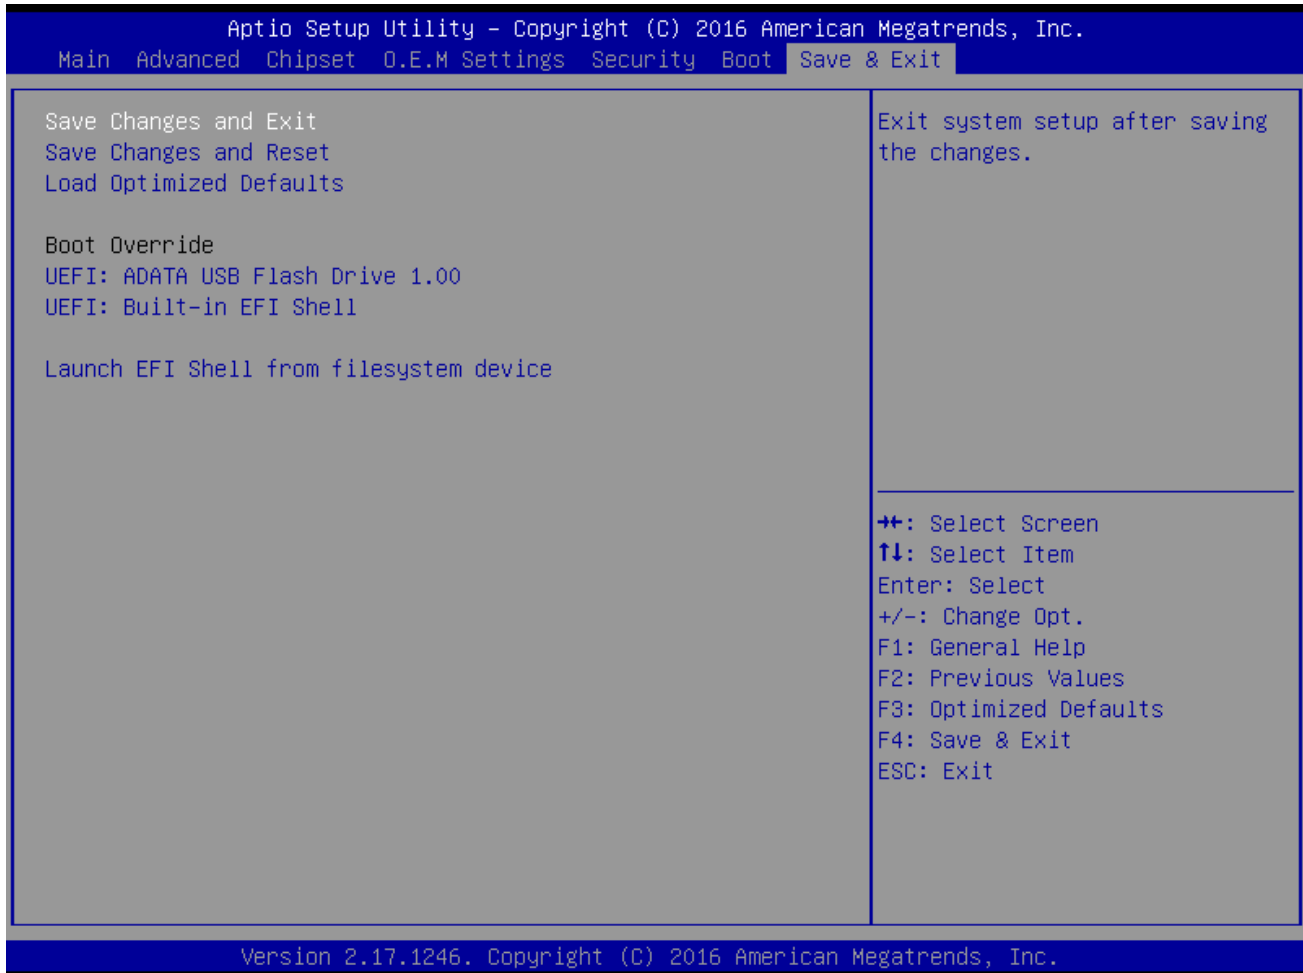 Aptio Setup Utility – Copyright (C) 2016 American Megatrends, Inc.
Main Advanced Chipset O.E.M Settings Security Boot Save & Exit
Save Changes and Exit
Save Changes and Reset
Load Optimized Defaults
Boot Override
UEFI: ADATA USB Flash Drive 1.00
UEFI: Built-in EFI Shell
Launch EFI Shell from filesystem device
Exit system setup after saving
the changes.
→←: Select Screen
↑↓: Select Item
Enter: Select
+/-: Change Opt.
F1: General Help
F2: Previous Values
F3: Optimized Defaults
F4: Save & Exit
ESC: Exit
Version 2.17.1246. Copyright (C) 2016 American Megatrends, Inc.